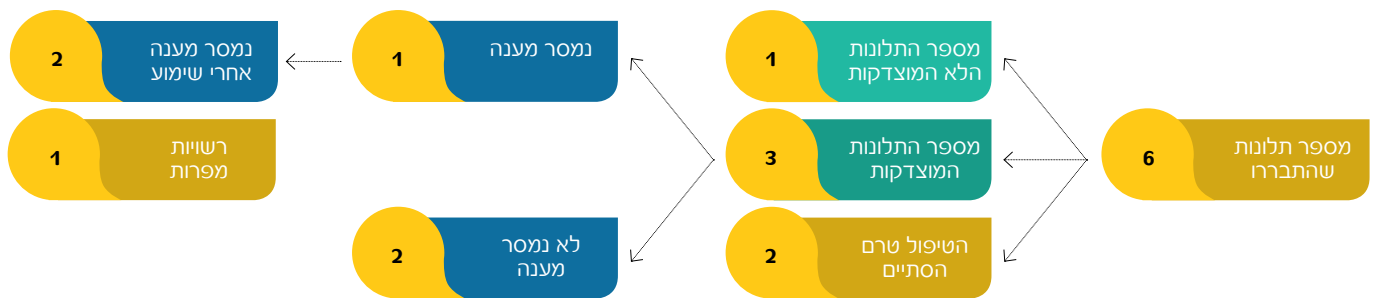 מספר תלונות
שהתבררו
6
מספר התלונות
הלא המוצדקות
1
מספר התלונות
המוצדקות
3
הטיפול טרם
הסתיים
2
נמסר מענה
1
לא נמסר
מענה
2
נמסר מענה
אחרי שימוע
2
רשויות
מפרות
1